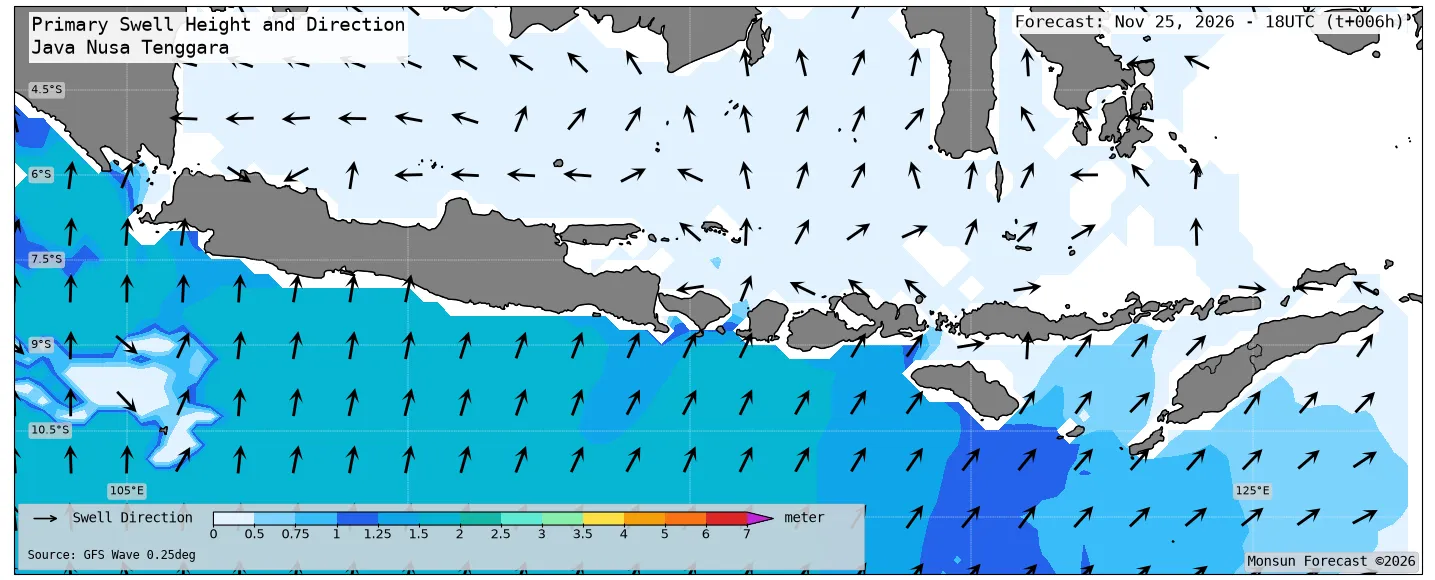 Primary Swell Height and Direction
Java Nusa Tenggara
Forecast: Nov 25, 2026 - 18UTC (t+006h)
4.5°S
6°S
7.5°S
9°S
10.5°S
105°E
125°E
Swell Direction
0 0.5 0.75 1 1.25 1.5 2 2.5 3 3.5 4 5 6 7
meter
Source: GFS Wave 0.25deg
Monsun Forecast ©2026